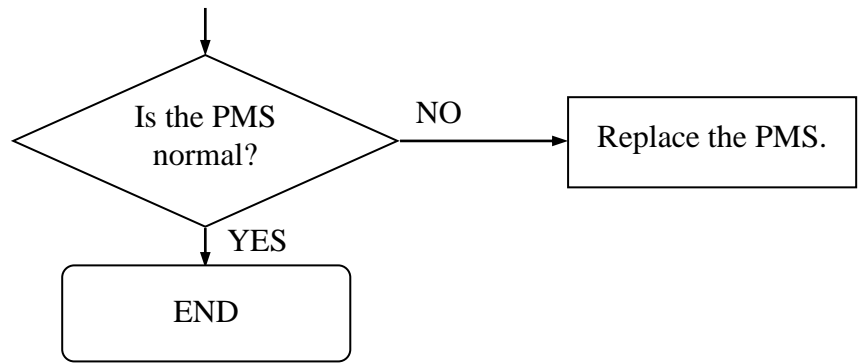 Is the PMS
normal?
NO
Replace the PMS.
YES
END